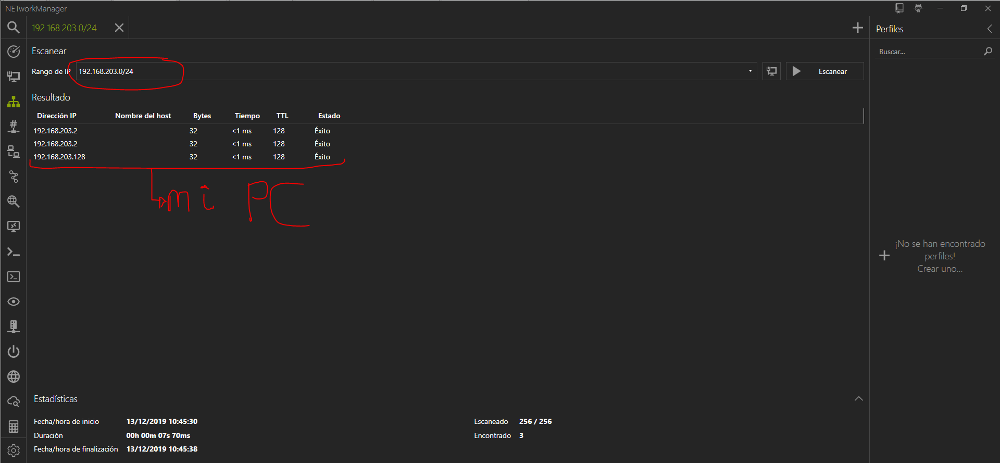 NETworkManager
192.168.203.0/24
Perfiles
Escanear
Buscar...
Rango de IP
192.168.203.0/24
Escanear
Resultado
Dirección IP Nombre del host Bytes Tiempo TTL Estado
192.168.203.2 32 <1 ms 128 Éxito
192.168.203.2 32 <1 ms 128 Éxito
192.168.203.128 32 <1 ms 128 Éxito
mi PC
¡No se han encontrado
perfiles!
Crear uno...
Estadísticas
Fecha/hora de inicio 13/12/2019 10:45:30 Escaneado 256 / 256
Duración 00h 00m 07s 70ms Encontrado 3
Fecha/hora de finalización 13/12/2019 10:45:38